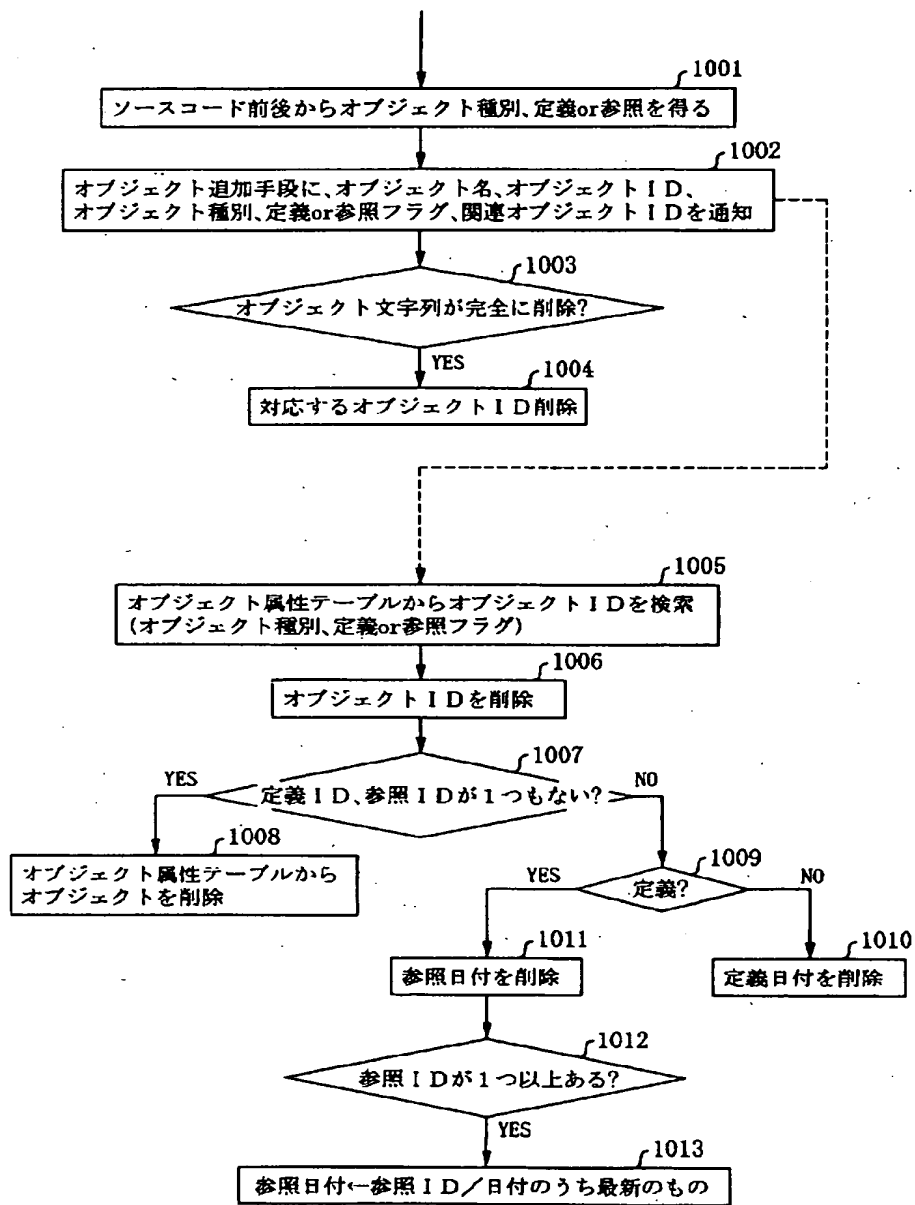 1001
ソースコード前後からオブジェクト種別、定義or参照を得る
1002
オブジェクト追加手段に、オブジェクト名、オブジェクトＩＤ、
オブジェクト種別、定義or参照フラグ、関連オブジェクトＩＤを通知
1003
オブジェクト文字列が完全に削除?
YES
1004
対応するオブジェクトＩＤ削除
1005
オブジェクト属性テーブルからオブジェクトＩＤを検索
(オブジェクト種別、定義or参照フラグ)
1006
オブジェクトＩＤを削除
1007
YES
定義ＩＤ、参照ＩＤが１つもない?
NO
1008
オブジェクト属性テーブルから
オブジェクトを削除
1009
YES
定義?
NO
1011
参照日付を削除
1010
定義日付を削除
1012
参照ＩＤが１つ以上ある?
YES
1013
参照日付←参照ＩＤ／日付のうち最新のもの